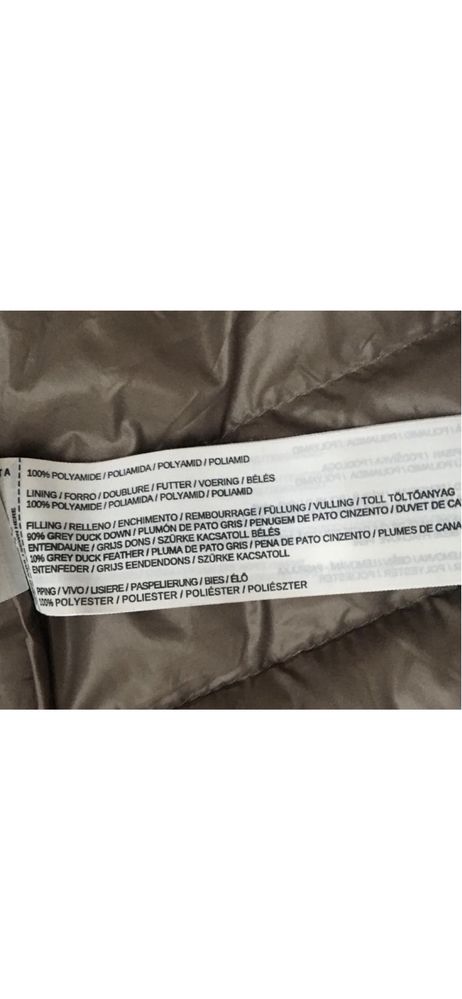 T A
100% POLYAMIDE / POLIAMIDA / POLYAMID / POLIAMID
LINING / FORRO / DOUBLURE / FUTTER / VOERING / BÉLÉS
100% POLYAMIDE / POLIAMIDA / POLYAMID / POLIAMID
FILLING / RELLENO / ENCHIMENTO / REMBOURRAGE / FÜLLUNG / VULLING / TOLL TÖLTŐANYAG
90% GREY DUCK DOWN / PLUMÓN DE PATO GRIS / PENUGEM DE PATO CINZENTO / DUVET DE CA
ENTENDAUNE / GRIJS DONS / SZÜRKE KACSATOLL BÉLÉS
10% GREY DUCK FEATHER / PLUMA DE PATO GRIS / PENA DE PATO CINZENTO / PLUMES DE CANA
ENTENFEDER / GRIJS EENDENDONS / SZÜRKE KACSATOLL
PIPING / VIVO / LISIERE / PASPELIERUNG / BIES / ÉLŐ
100% POLYESTER / POLIESTER / POLIÉSTER / POLIÉSZTER